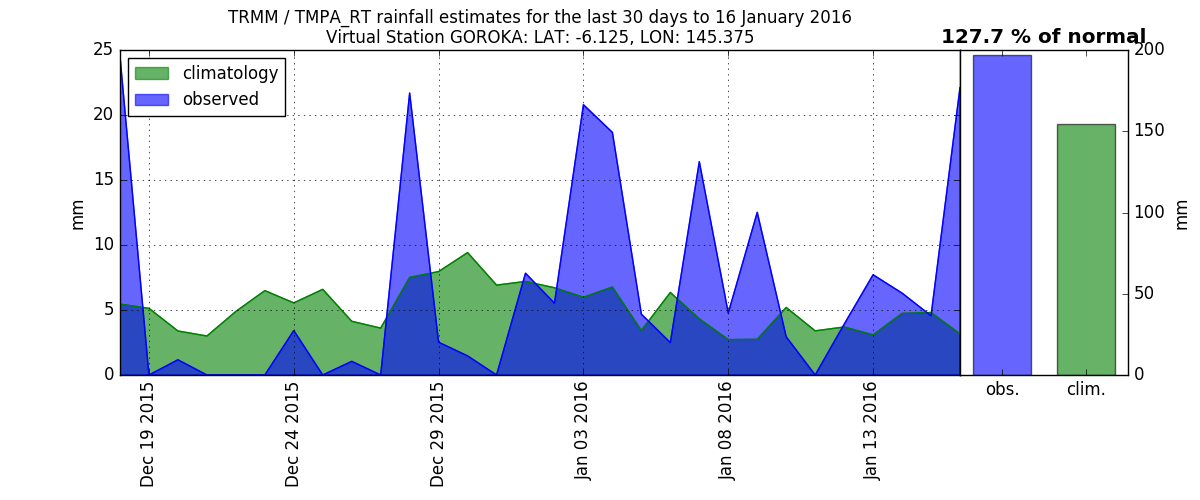 TRMM / TMPA_RT rainfall estimates for the last 30 days to 16 January 2016
Virtual Station GOROKA: LAT: -6.125, LON: 145.375
127.7 % of normal
climatology
observed
25
20
15
10
5
0
mm
200
150
100
50
0
mm
Dec 19 2015
Dec 24 2015
Dec 29 2015
Jan 03 2016
Jan 08 2016
Jan 13 2016
obs.
clim.